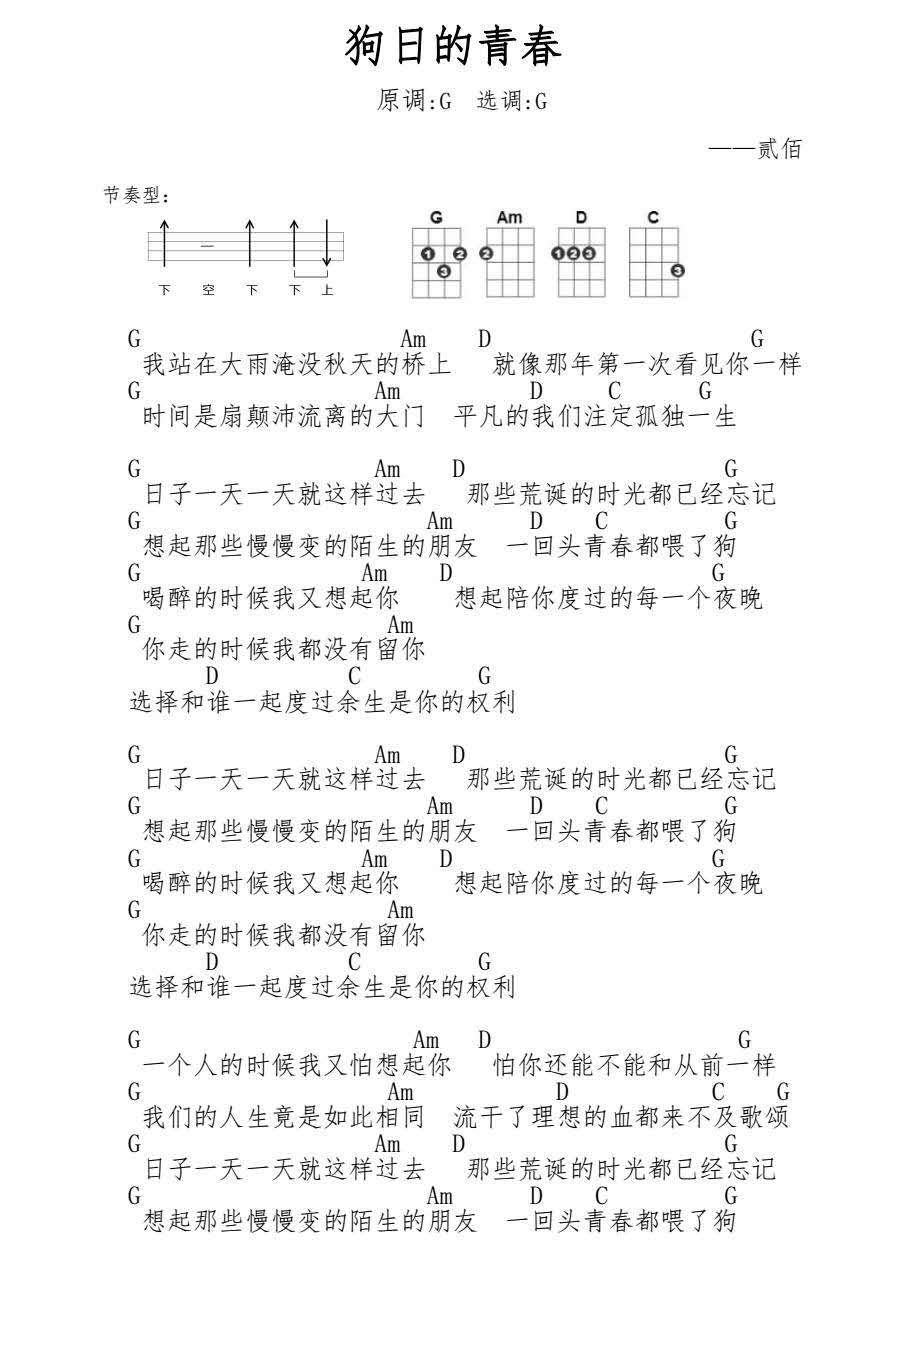 狗日的青春
原调:G 选调:G
——贰佰
节奏型:
G Am D C
1 2 3 2 1 2 3 3
下 空 下 下 上
G Am D G
我站在大雨淹没秋天的桥上 就像那年第一次看见你一样
G Am D C G
时间是扇颠沛流离的大门 平凡的我们注定孤独一生
G Am D G
日子一天一天就这样过去 那些荒诞的时光都已经忘记
G Am D C G
想起那些慢慢变的陌生的朋友 一回头青春都喂了狗
G Am D G
喝醉的时候我又想起你 想起陪你度过的每一个夜晚
G Am
你走的时候我都没有留你
D C G
选择和谁一起度过余生是你的权利
G Am D G
日子一天一天就这样过去 那些荒诞的时光都已经忘记
G Am D C G
想起那些慢慢变的陌生的朋友 一回头青春都喂了狗
G Am D G
喝醉的时候我又想起你 想起陪你度过的每一个夜晚
G Am
你走的时候我都没有留你
D C G
选择和谁一起度过余生是你的权利
G Am D G
一个人的时候我又怕想起你 怕你还能不能和从前一样
G Am D C G
我们的人生竟是如此相同 流干了理想的血都来不及歌颂
G Am D G
日子一天一天就这样过去 那些荒诞的时光都已经忘记
G Am D C G
想起那些慢慢变的陌生的朋友 一回头青春都喂了狗